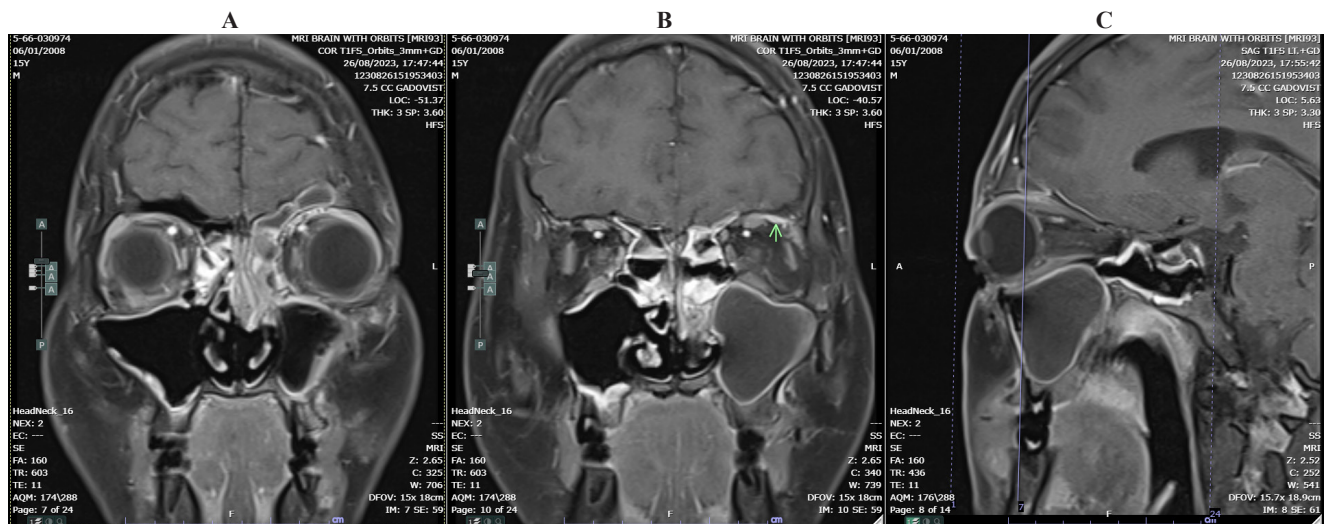 A
5-66-030974
06/01/2008
15Y
M
MRI BRAIN WITH ORBITS [MRI93]
COR T1FS_Orbits_3mm+GD
26/08/2023, 17:47:44
1230826151953403
7.5 CC GADOVIST
LOC: -51.37
THK: 3 SP: 3.60
HFS
A
A
A
A
P
L
HeadNeck_16
NEX: 2
EC: ---
SE
FA: 160
TR: 603
TE: 11
AQM: 174\288
Page: 7 of 24
F
---
SS
MRI
Z: 2.65
C: 325
W: 706
DFOV: 15x 18cm
IM: 7 SE: 59
cm
B
5-66-030974
06/01/2008
15Y
M
MRI BRAIN WITH ORBITS [MRI93]
COR T1FS_Orbits_3mm+GD
26/08/2023, 17:47:44
1230826151953403
7.5 CC GADOVIST
LOC: -40.57
THK: 3 SP: 3.60
HFS
A
A
A
A
P
L
HeadNeck_16
NEX: 2
EC: ---
SE
FA: 160
TR: 603
TE: 11
AQM: 174\288
Page: 10 of 24
F
---
SS
MRI
Z: 2.65
C: 340
W: 739
DFOV: 15x 18cm
IM: 10 SE: 59
cm
C
5-66-030974
06/01/2008
15Y
M
MRI BRAIN WITH ORBITS [MRI93]
SAG T1FS LT.+GD
26/08/2023, 17:55:42
1230826151953403
7.5 CC GADOVIST
LOC: 5.63
THK: 3 SP: 3.30
HFS
A
P
HeadNeck_16
NEX: 2
EC: ---
SE
FA: 160
TR: 436
TE: 11
AQM: 176\288
Page: 8 of 14
1
7
24
F
---
SS
MRI
Z: 2.52
C: 252
W: 541
DFOV: 15.7x 18.9cm
IM: 8 SE: 61
cm